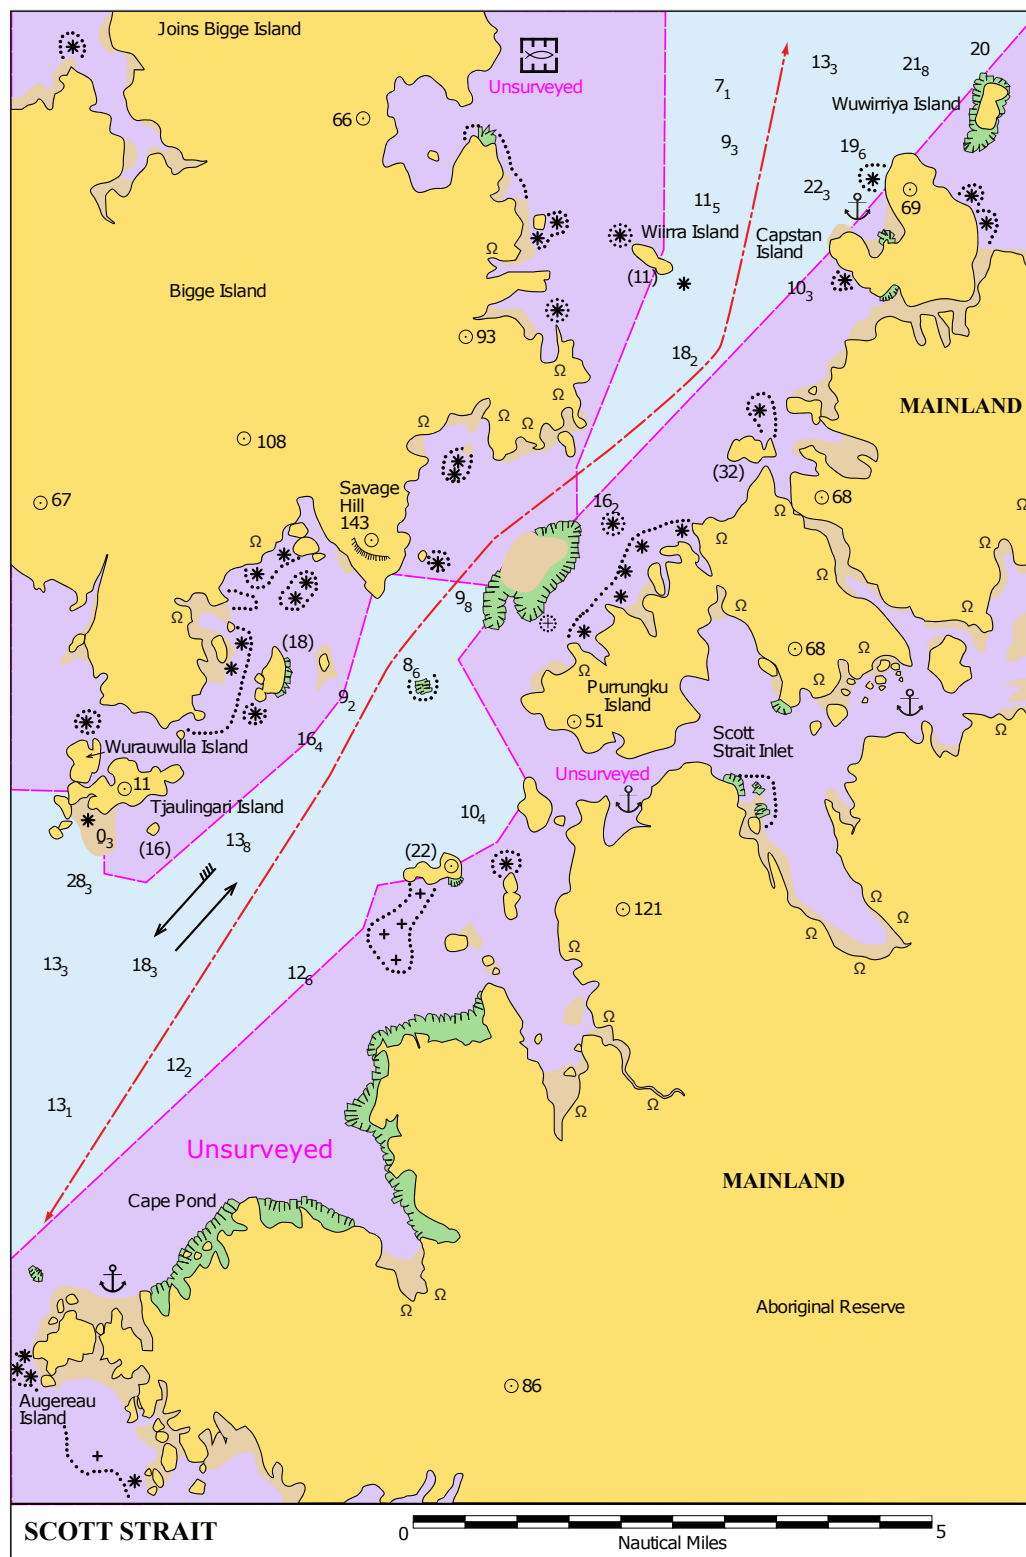 Joins Bigge Island
20
13₃
21₈
Unsurveyed
7₁
Wuwirriya Island
66
9₃
19₆
22₃
11₅
69
Wiirra Island
Capstan
Island
(11)
Bigge Island
10₃
93
18₂
MAINLAND
108
(32)
Savage
Hill
143
67
16₂
68
9₈
(18)
68
8₆
Purrungku
Island
9₂
51
Scott
Strait Inlet
16₄
Wurauwulla Island
Unsurveyed
11
Tjaulingari Island
10₄
0₃
(16)
13₈
(22)
28₃
121
13₃
18₃
12₆
12₂
13₁
Unsurveyed
MAINLAND
Cape Pond
Aboriginal Reserve
86
Augereau
Island
SCOTT STRAIT
0
5
Nautical Miles